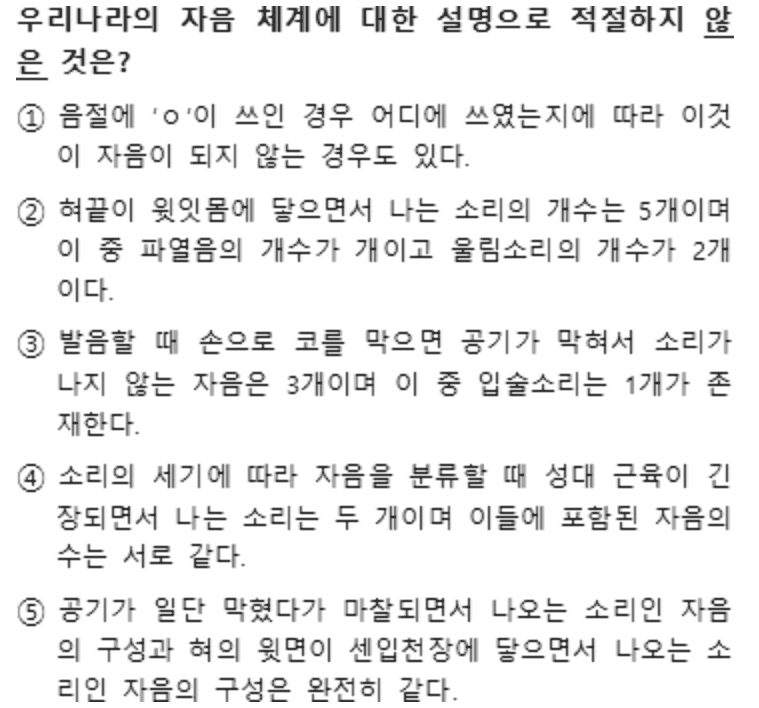 우리나라의 자음 체계에 대한 설명으로 적절하지 않
은 것은?
① 음절에 'ㅇ'이 쓰인 경우 어디에 쓰였는지에 따라 이것
이 자음이 되지 않는 경우도 있다.
② 혀끝이 윗잇몸에 닿으면서 나는 소리의 개수는 5개이며
이 중 파열음의 개수가 개이고 울림소리의 개수가 2개
이다.
③ 발음할 때 손으로 코를 막으면 공기가 막혀서 소리가
나지 않는 자음은 3개이며 이 중 입술소리는 1개가 존
재한다.
④ 소리의 세기에 따라 자음을 분류할 때 성대 근육이 긴
장되면서 나는 소리는 두 개이며 이들에 포함된 자음의
수는 서로 같다.
⑤ 공기가 일단 막혔다가 마찰되면서 나오는 소리인 자음
의 구성과 혀의 윗면이 센입천장에 닿으면서 나오는 소
리인 자음의 구성은 완전히 같다.